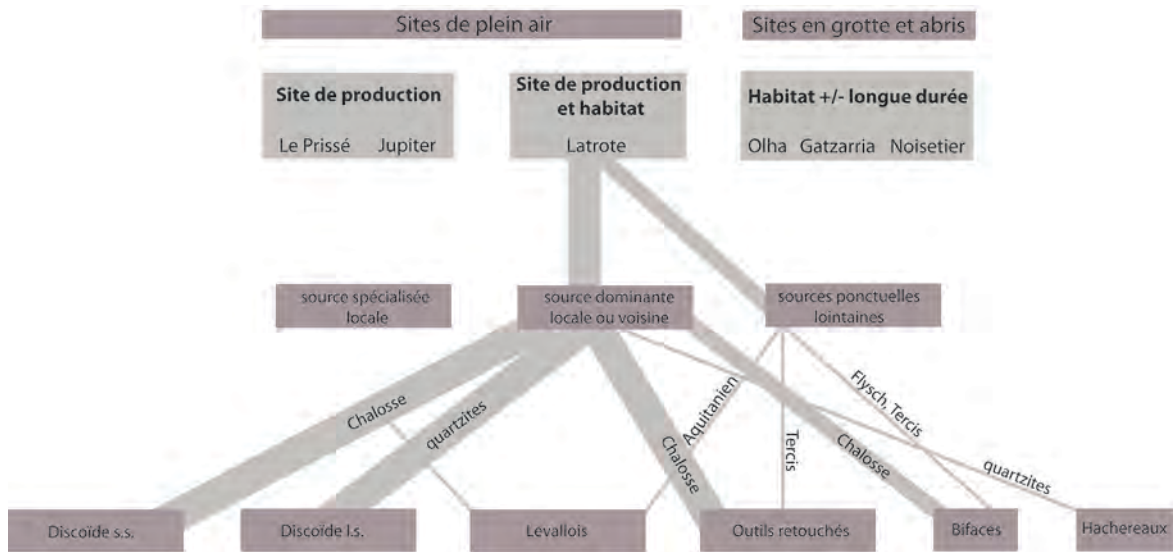 Sites de plein air
Sites en grotte et abris
Site de production
Le Prissé Jupiter
Site de production
et habitat
Latrote
Habitat +/- longue durée
Olha Gatzarria Noisetier
source spécialisée
locale
source dominante
locale ou voisine
sources ponctuelles
lointaines
Chalosse
quartzites
Chalosse
Aquitanien
Tercis
Chalosse
Flysch, Tercis
quartzites
Discoïde s.s.
Discoïde l.s.
Levallois
Outils retouchés
Bifaces
Hachereaux